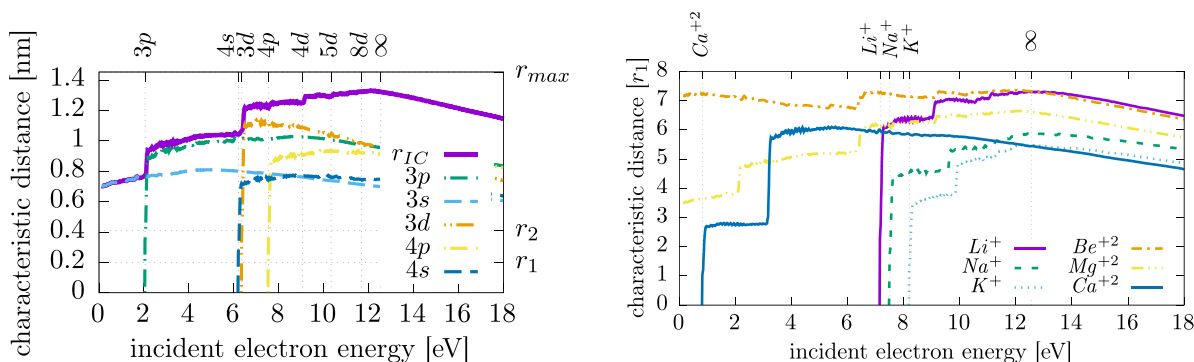 3p 4s 3d 4p 4d 5d 8d ∞
characteristic distance [nm]
1.4
1.2
1
0.8
0.6
0.4
0.2
0
r_max
r_2
r_1
r_IC
3p
3s
3d
4p
4s
0 2 4 6 8 10 12 14 16 18
incident electron energy [eV]
Ca^{+2} Li^+ Na^+ K^+ ∞
characteristic distance [r_1]
8
7
6
5
4
3
2
1
0
Li^+ Be^{+2}
Na^+ Mg^{+2}
K^+ Ca^{+2}
0 2 4 6 8 10 12 14 16 18
incident electron energy [eV]